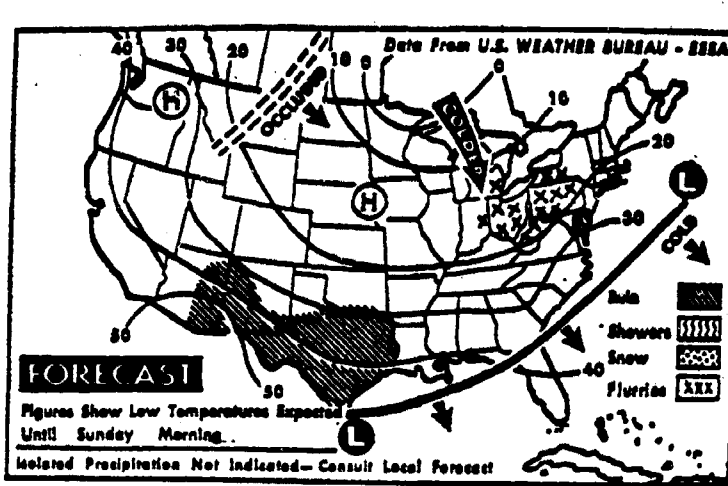 Data From U.S. WEATHER BUREAU - ESSA
40 30 20 10 0 0
H
OCCLUDED
COLD
10
20
L
H
30
COLD
Rain
Showers
Snow
Flurries
50
50
40
FORECAST
Figures Show Low Temperatures Expected
Until Sunday Morning
L
Isolated Precipitation Not Indicated— Consult Local Forecast